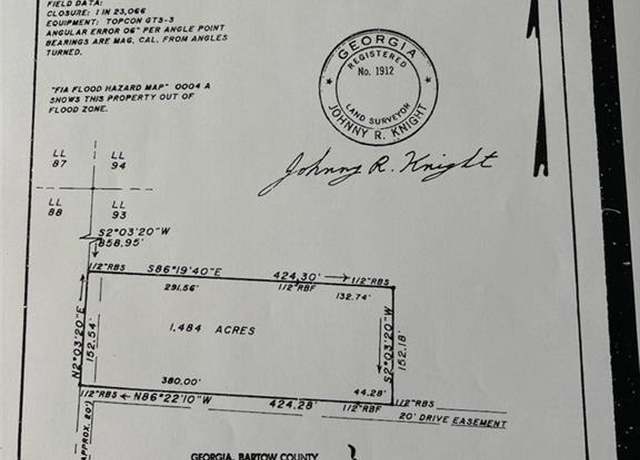 FIELD DATA:
CLOSURE: 1 IN 23,066
EQUIPMENT: TOPCON GTS-3
ANGULAR ERROR 06" PER ANGLE POINT
BEARINGS ARE MAG. CAL. FROM ANGLES
TURNED.
"FIA FLOOD HAZARD MAP" 0004 A
SHOWS THIS PROPERTY OUT OF
FLOOD ZONE.
GEORGIA
REGISTERED
No. 1912
LAND SURVEYOR
JOHNNY R. KNIGHT
Johnny R. Knight
LL LL
87 94
LL LL
88 93
S2°03'20"W
858.95'
1/2"RBS S86°19'40"E 424.30' 1/2"RBS
291.56' 1/2"RBF 132.74'
N2°03'20"E
152.54'
1.484 ACRES
S2°03'20"W
152.18'
380.00' 44.28'
1/2"RBS N86°22'10"W 424.28' 1/2"RBF 1/2"RBS
20' DRIVE EASEMENT
APPROX. 20'
GEORGIA, BARTOW COUNTY